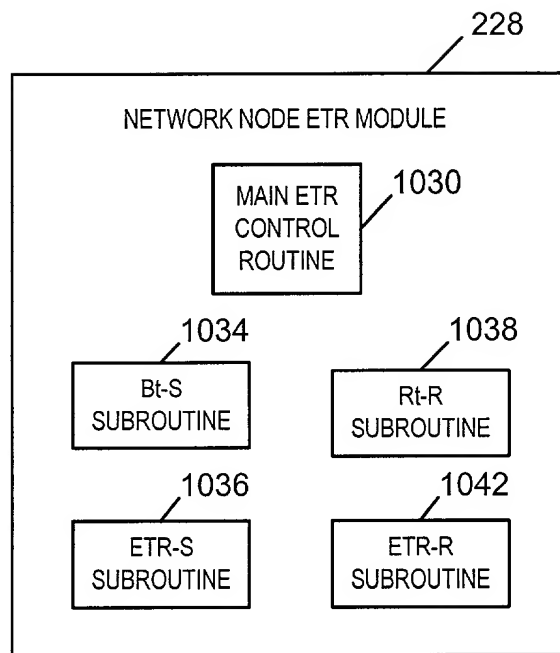 228
NETWORK NODE ETR MODULE
1030
MAIN ETR
CONTROL
ROUTINE
1034
Bt-S
SUBROUTINE
1038
Rt-R
SUBROUTINE
1036
ETR-S
SUBROUTINE
1042
ETR-R
SUBROUTINE